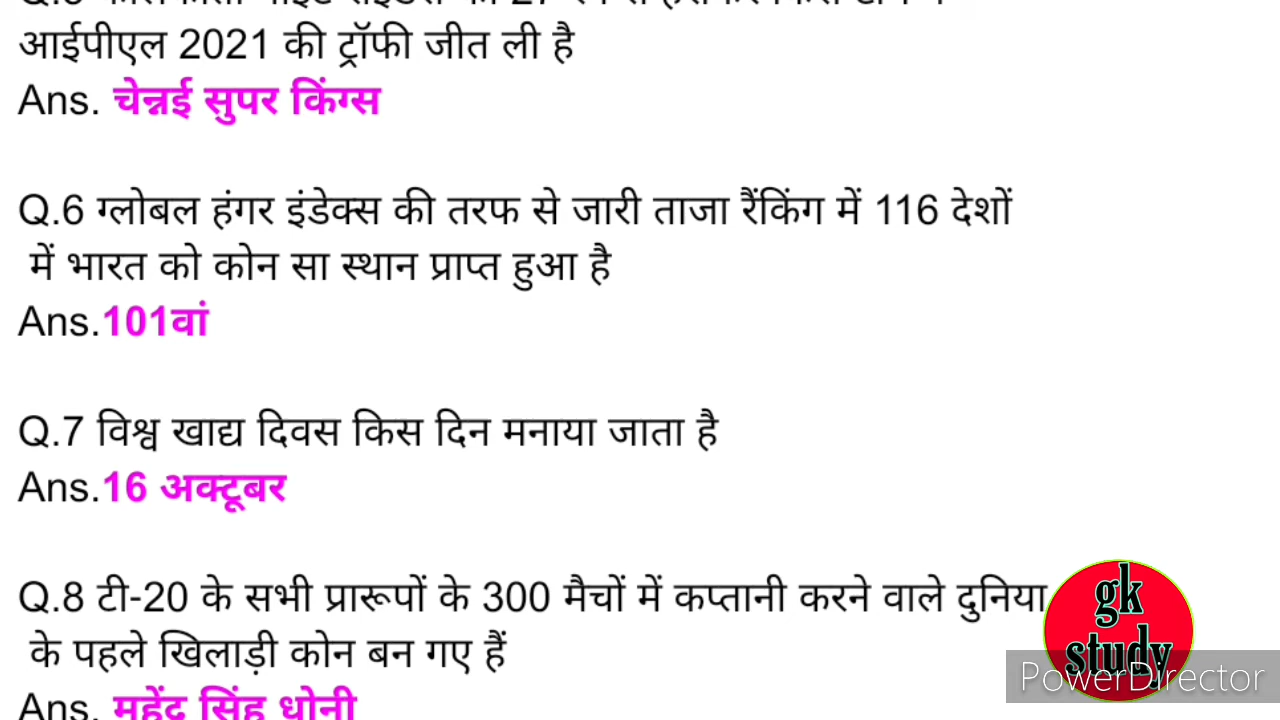 आईपीएल 2021 की ट्रॉफी जीत ली है
Ans. चेन्नई सुपर किंग्स
Q.6 ग्लोबल हंगर इंडेक्स की तरफ से जारी ताजा रैंकिंग में 116 देशों
में भारत को कोन सा स्थान प्राप्त हुआ है
Ans.101वां
Q.7 विश्व खाद्य दिवस किस दिन मनाया जाता है
Ans.16 अक्टूबर
Q.8 टी-20 के सभी प्रारूपों के 300 मैचों में कप्तानी करने वाले दुनिया
के पहले खिलाड़ी कोन बन गए हैं
Ans. महेंद्र सिंह धोनी
gk
study
PowerDirector